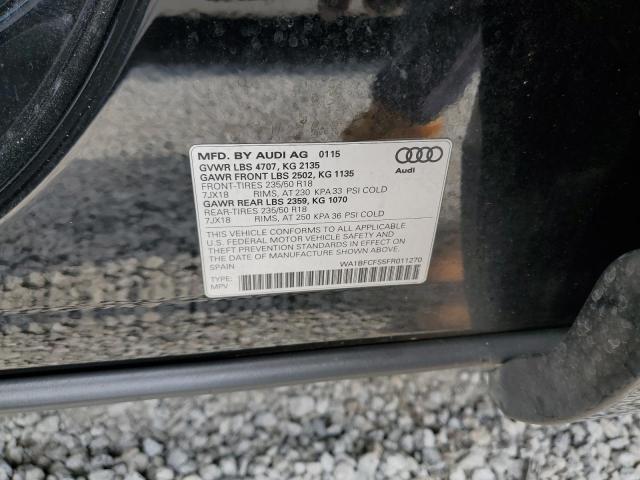 MFD. BY AUDI AG 0115
GVWR LBS 4707, KG 2135
GAWR FRONT LBS 2502, KG 1135
FRONT-TIRES 235/50 R18
7JX18 RIMS, AT 230 KPA 33 PSI COLD
GAWR REAR LBS 2359, KG 1070
REAR-TIRES 235/50 R18
7JX18 RIMS, AT 250 KPA 36 PSI COLD
Audi
THIS VEHICLE CONFORMS TO ALL APPLICABLE
U.S. FEDERAL MOTOR VEHICLE SAFETY AND
THEFT PREVENTION STANDARDS IN EFFECT ON
THE DATE OF MANUFACTURE SHOWN ABOVE.
SPAIN
WA1BFCFS5FR011270
TYPE
MPV